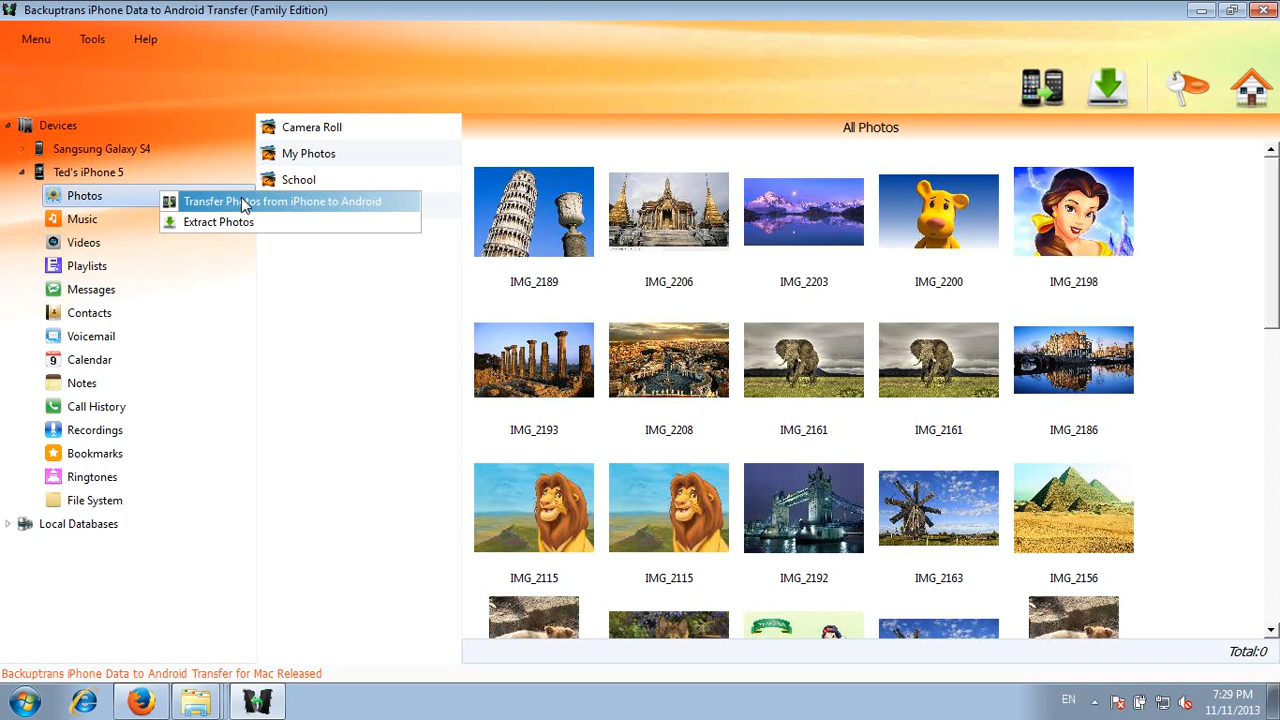 Backuptrans iPhone Data to Android Transfer (Family Edition)
Menu Tools Help
Devices
Sangsung Galaxy S4
Ted's iPhone 5
Photos
Music
Videos
Playlists
Messages
Contacts
Voicemail
Calendar
9
Notes
Call History
Recordings
Bookmarks
Ringtones
File System
Local Databases
Camera Roll
My Photos
School
Transfer Photos from iPhone to Android
Extract Photos
All Photos
IMG_2189 IMG_2206 IMG_2203 IMG_2200 IMG_2198
IMG_2193 IMG_2208 IMG_2161 IMG_2161 IMG_2186
IMG_2115 IMG_2115 IMG_2192 IMG_2163 IMG_2156
Total:0
Backuptrans iPhone Data to Android Transfer for Mac Released
EN
7:29 PM
11/11/2013